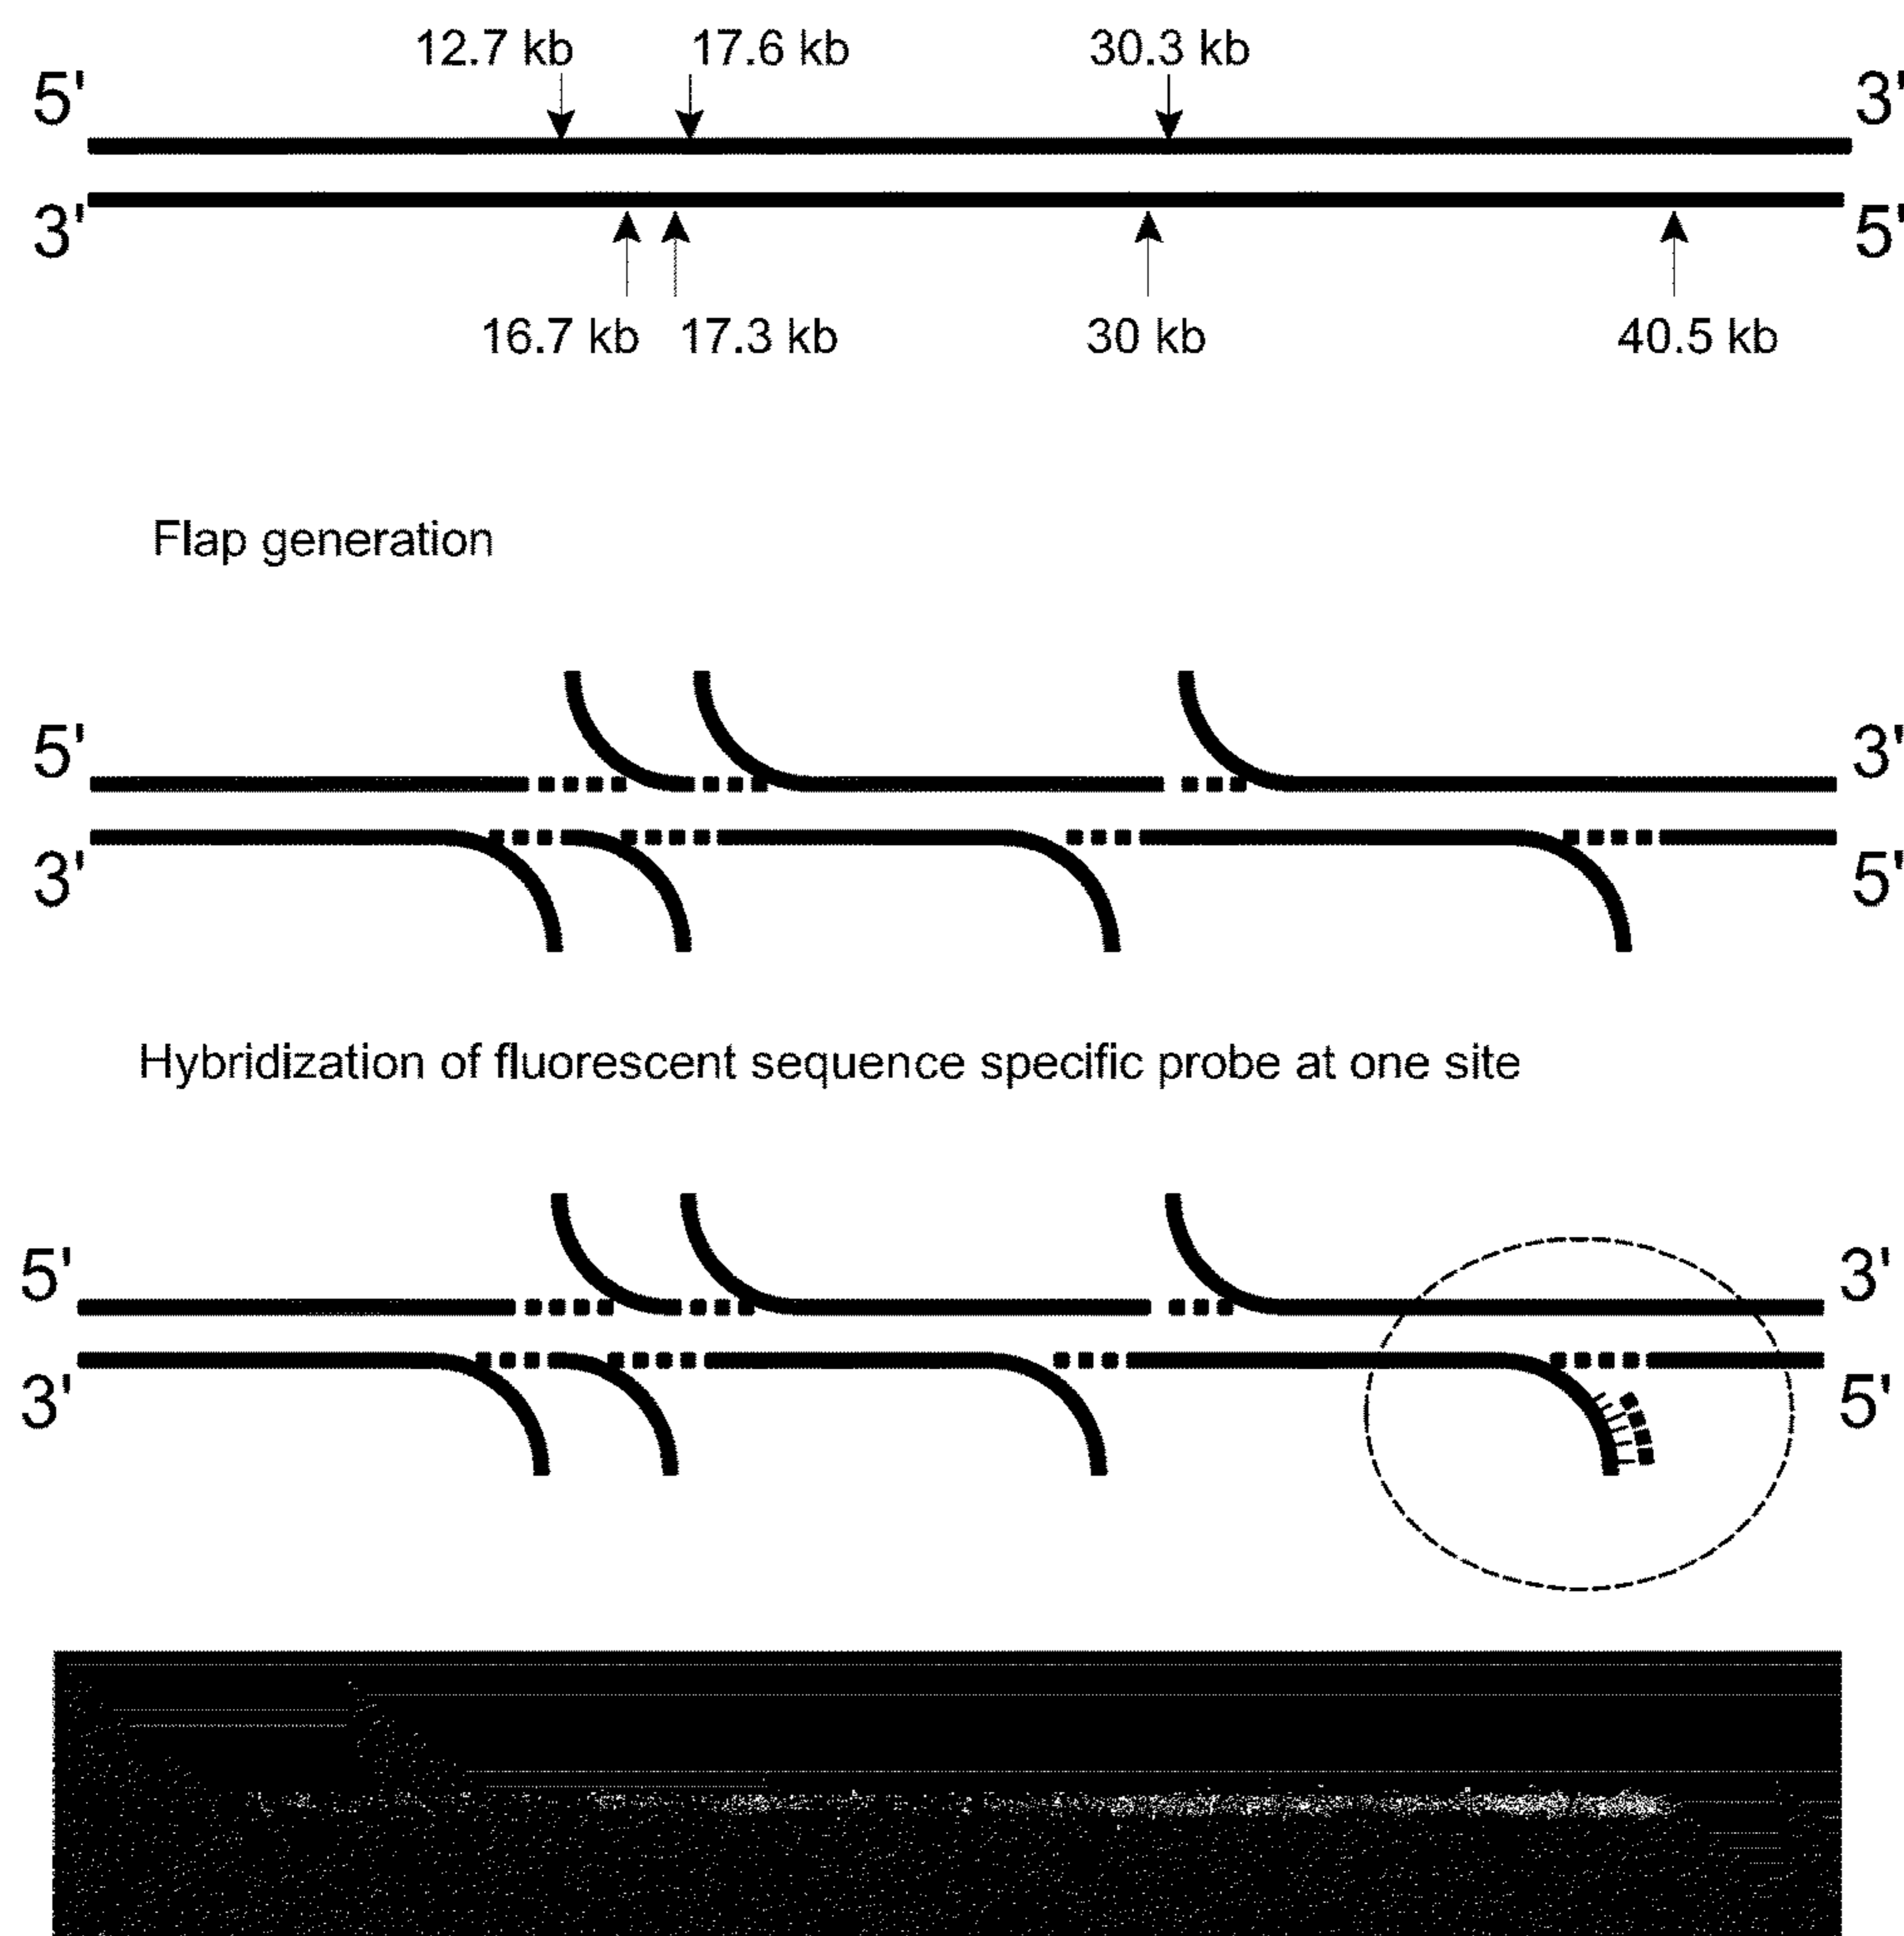 12.7 kb 17.6 kb 30.3 kb
5' 3'
3' 5'
16.7 kb 17.3 kb 30 kb 40.5 kb
Flap generation
5' 3'
3' 5'
Hybridization of fluorescent sequence specific probe at one site
5' 3'
3' 5'